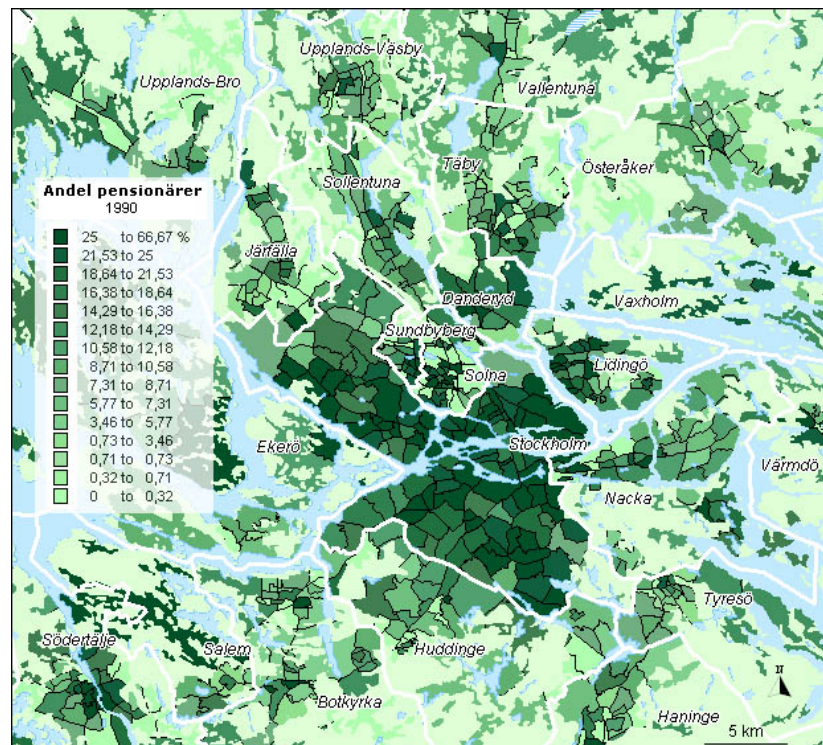 Upplands-Väsby
Upplands-Bro
Vallentuna
Täby
Österåker
Sollentuna
Andel pensionärer
1990
25 to 66,67 %
21,53 to 25
18,64 to 21,53
16,38 to 18,64
14,29 to 16,38
12,18 to 14,29
10,58 to 12,18
8,71 to 10,58
7,31 to 8,71
5,77 to 7,31
3,46 to 5,77
0,73 to 3,46
0,71 to 0,73
0,32 to 0,71
0 to 0,32
Järfälla
Danderyd
Vaxholm
Sundbyberg
Solna
Lidingö
Ekerö
Stockholm
Värmdö
Nacka
Tyresö
Södertälje
Salem
Huddinge
Botkyrka
Haninge
N
5 km